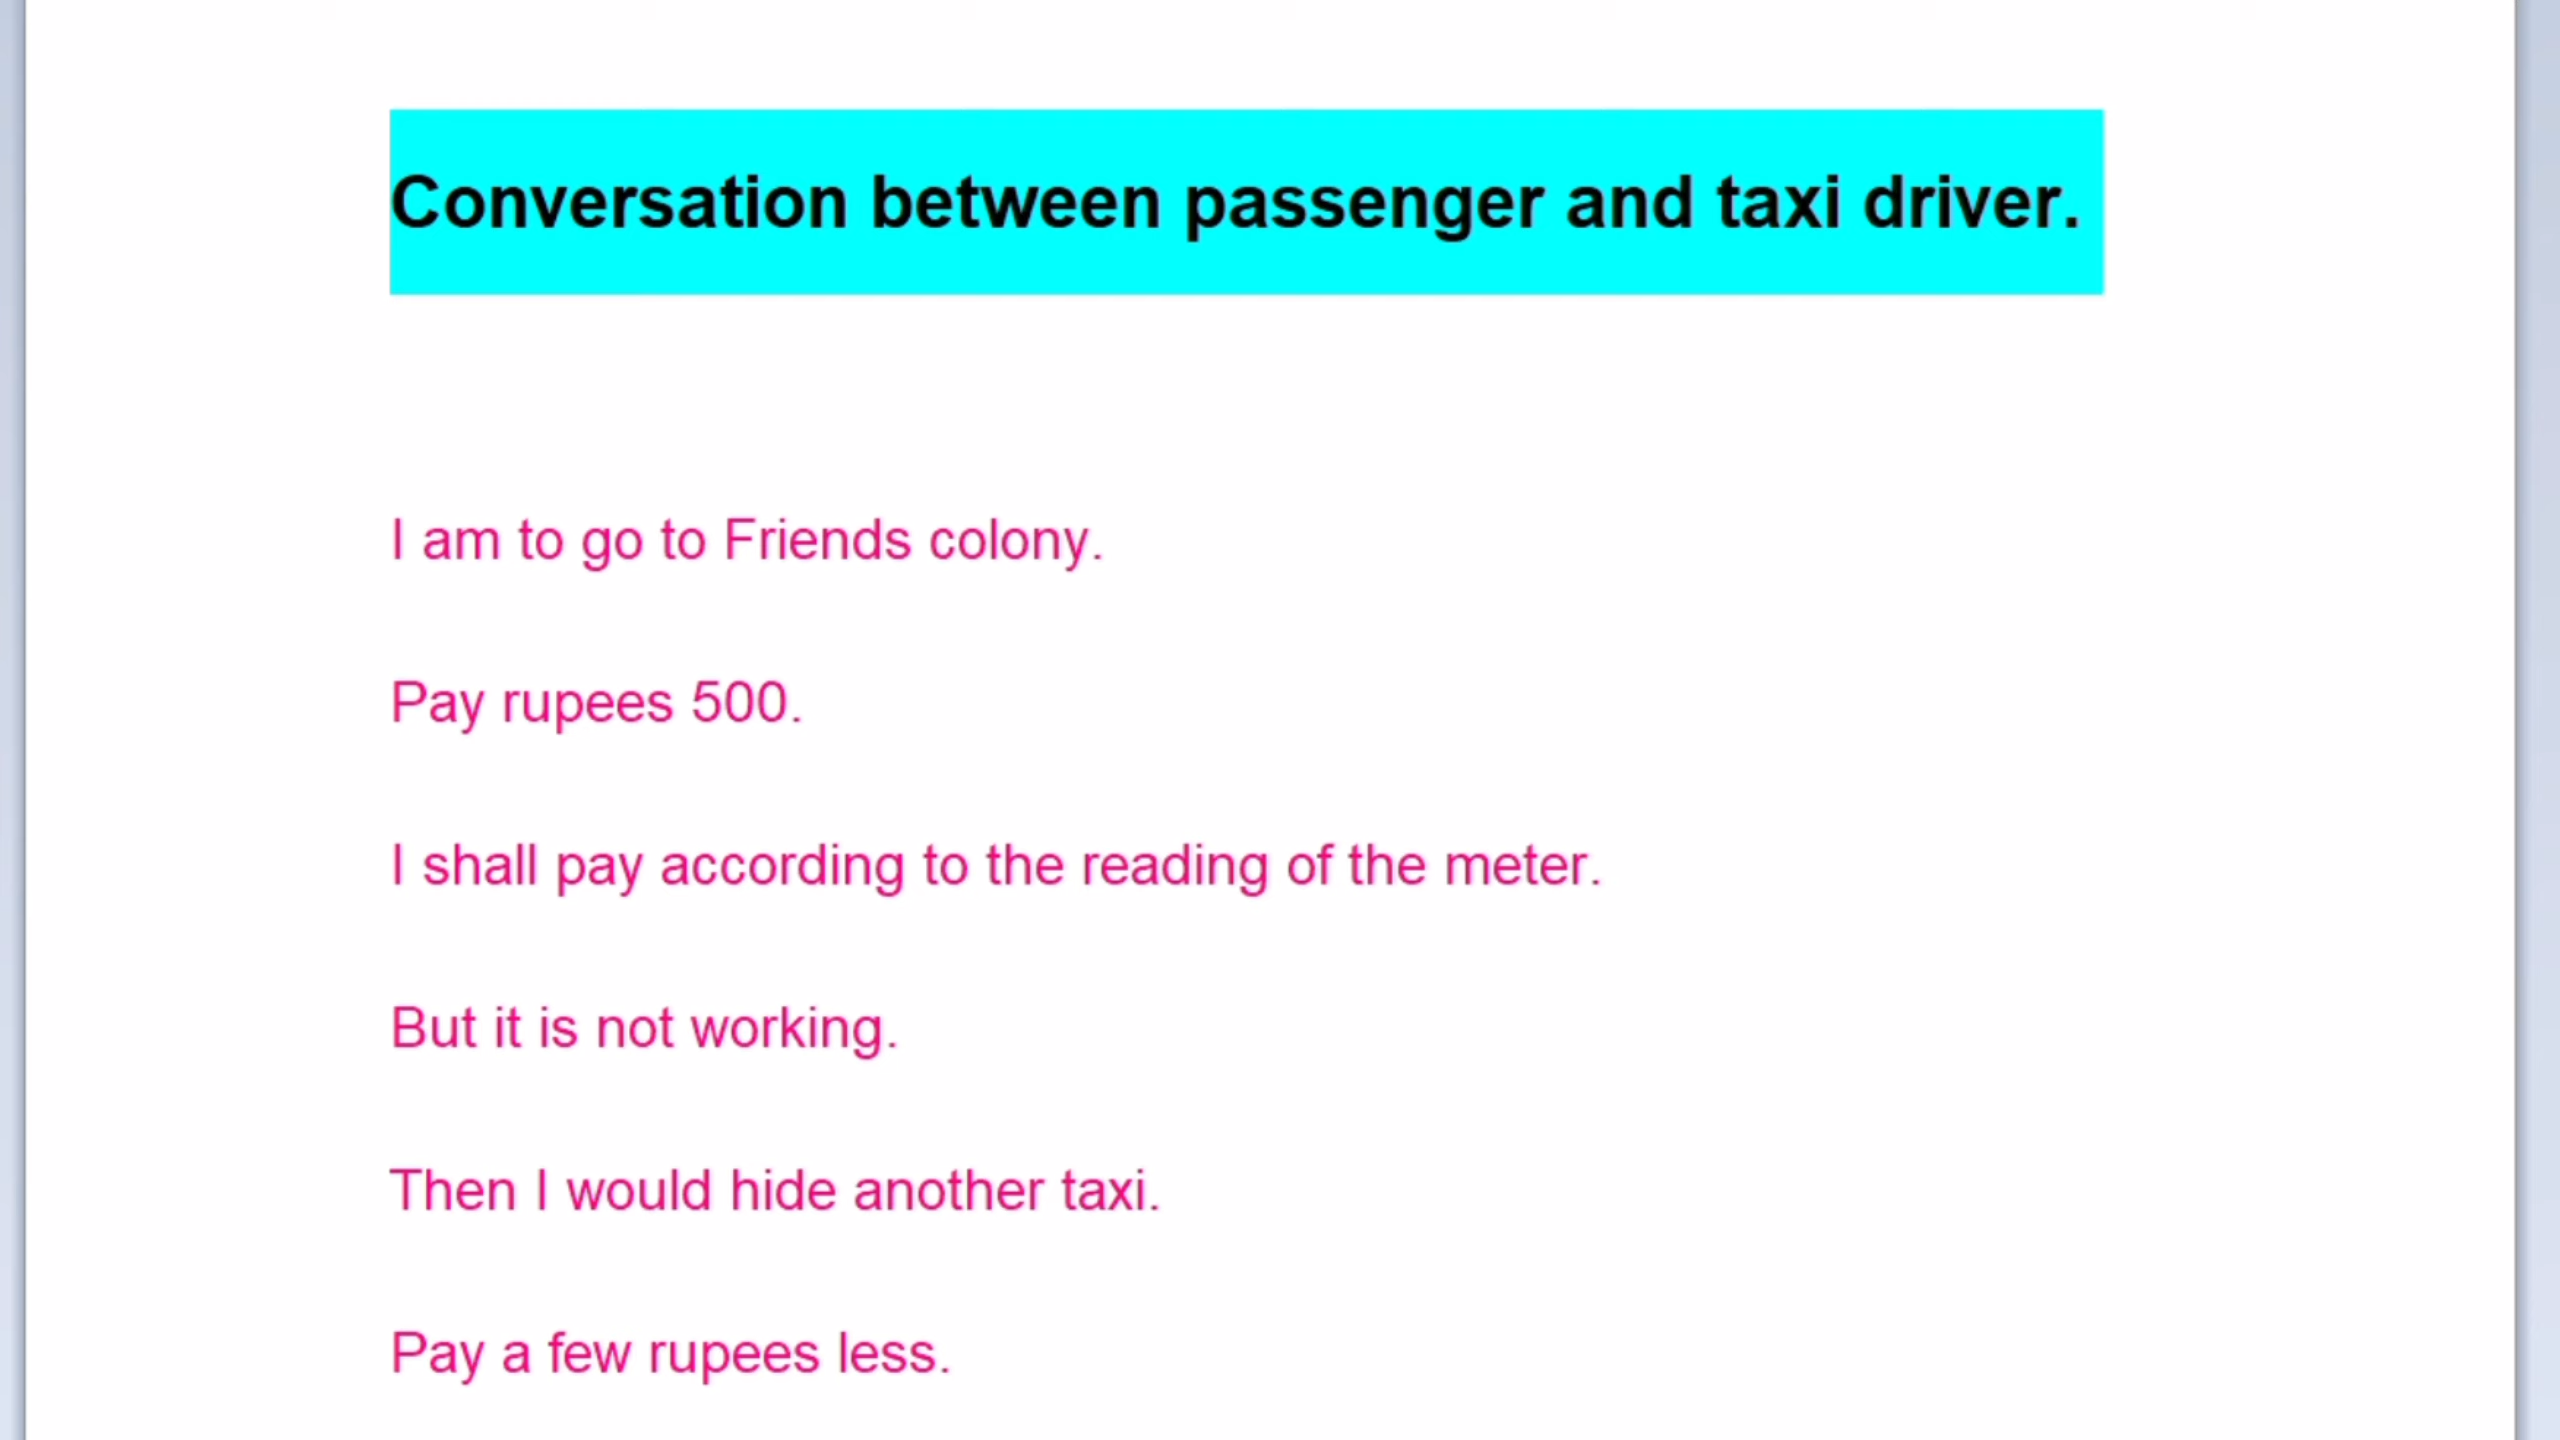 Conversation between passenger and taxi driver.
I am to go to Friends colony.
Pay rupees 500.
I shall pay according to the reading of the meter.
But it is not working.
Then I would hide another taxi.
Pay a few rupees less.